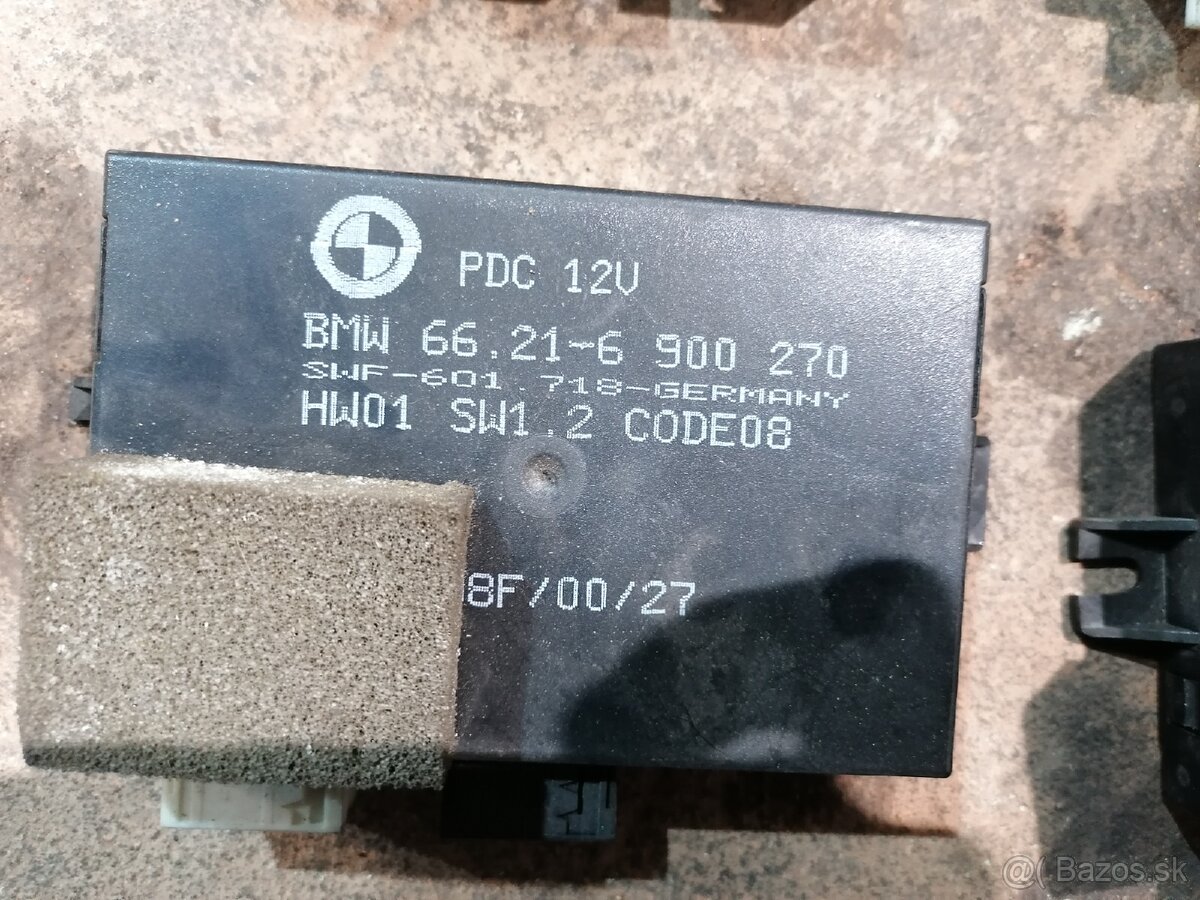 PDC 12V
BMW 66.21-6 900 270
SWF-601.718-GERMANY
HW01 SW1.2 CODE08
8F/00/27
@( Bazos.sk